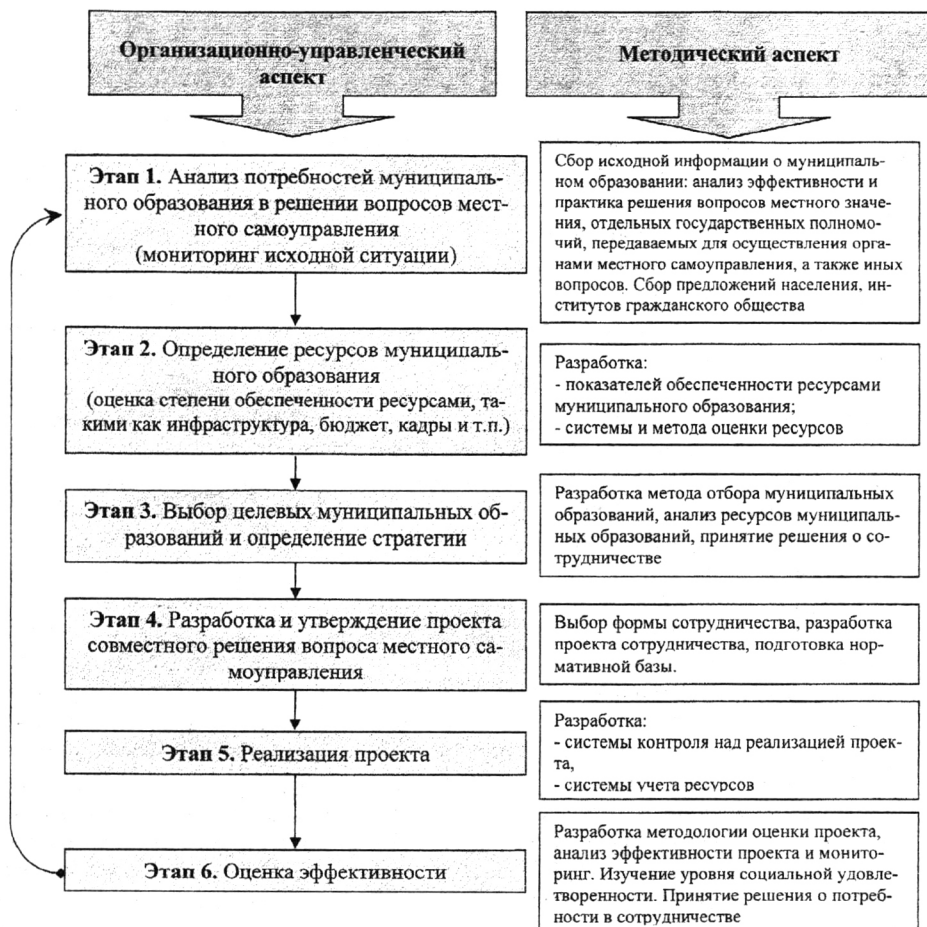 Организационно-управленческий
аспект
Методический аспект
Этап 1. Анализ потребностей муниципаль-
ного образования в решении вопросов мест-
ного самоуправления
(мониторинг исходной ситуации)
Сбор исходной информации о муниципаль-
ном образовании: анализ эффективности и
практика решения вопросов местного значе-
ния, отдельных государственных полномо-
чий, передаваемых для осуществления орга-
нами местного самоуправления, а также иных
вопросов. Сбор предложений населения, ин-
ститутов гражданского общества
Этап 2. Определение ресурсов муниципаль-
ного образования
(оценка степени обеспеченности ресурсами, та-
кими как инфраструктура, бюджет, кадры и т.п.)
Разработка:
- показателей обеспеченности ресурсами
муниципального образования;
- системы и метода оценки ресурсов
Этап 3. Выбор целевых муниципальных об-
разований и определение стратегии
Разработка метода отбора муниципальных
образований, анализ ресурсов муниципаль-
ных образований, принятие решения о со-
трудничестве
Этап 4. Разработка и утверждение проекта
совместного решения вопроса местного са-
моуправления
Выбор формы сотрудничества, разработка
проекта сотрудничества, подготовка нор-
мативной базы.
Этап 5. Реализация проекта
Разработка:
- системы контроля над реализацией проек-
та,
- системы учета ресурсов
Этап 6. Оценка эффективности
Разработка методологии оценки проекта,
анализ эффективности проекта и монито-
ринг. Изучение уровня социальной удовле-
творенности. Принятие решения о потреб-
ности в сотрудничестве